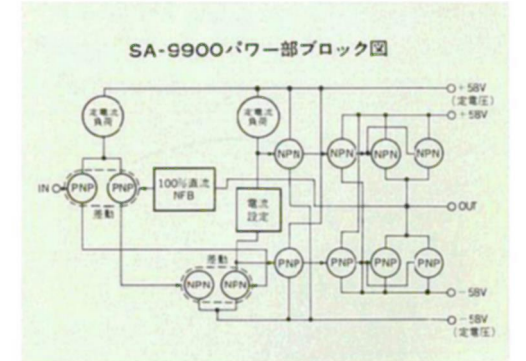 SA-9900パワー部ブロック図
+58V
(定電圧)
+58V
定電流
負荷
定電流
負荷
NPN
NPN
NPN
NPN
IN
PNP
PNP
差動
100%直流
NFB
電流
設定
OUT
差動
NPN
NPN
PNP
PNP
PNP
PNP
-58V
-58V
(定電圧)